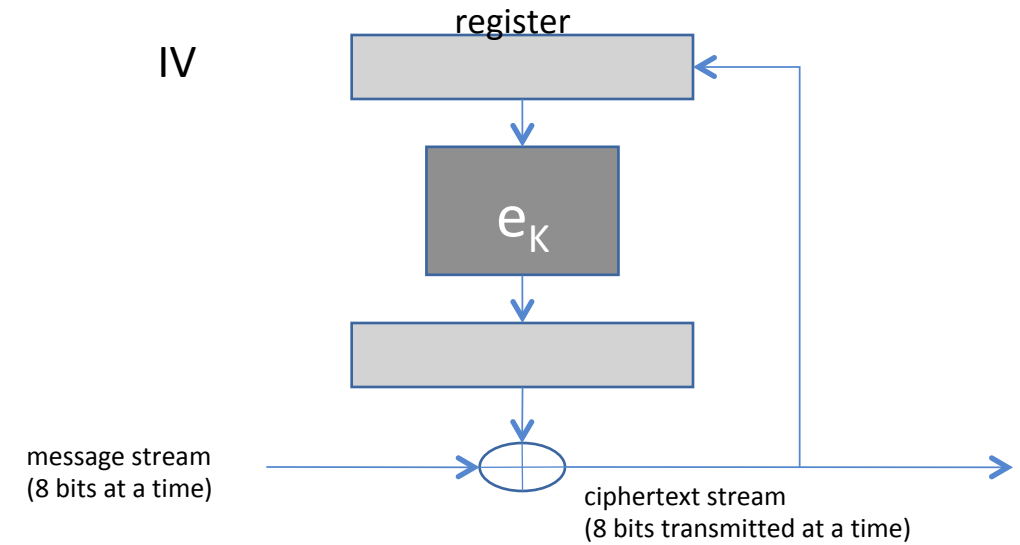 register
IV
eK
message stream
(8 bits at a time)
ciphertext stream
(8 bits transmitted at a time)